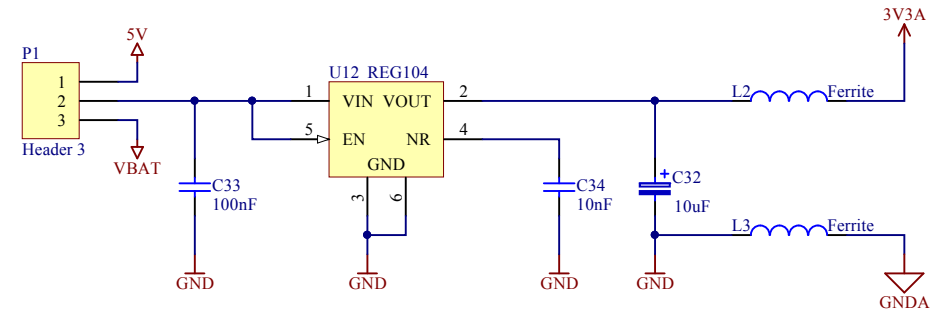 3V3A
5V
P1
U12 REG104
1
2
3
1
VIN VOUT
2
L2
Ferrite
5
EN
NR
4
Header 3
GND
VBAT
C33
100nF
3
6
C34
10nF
+
C32
10uF
L3
Ferrite
GND
GND
GND
GND
GNDA